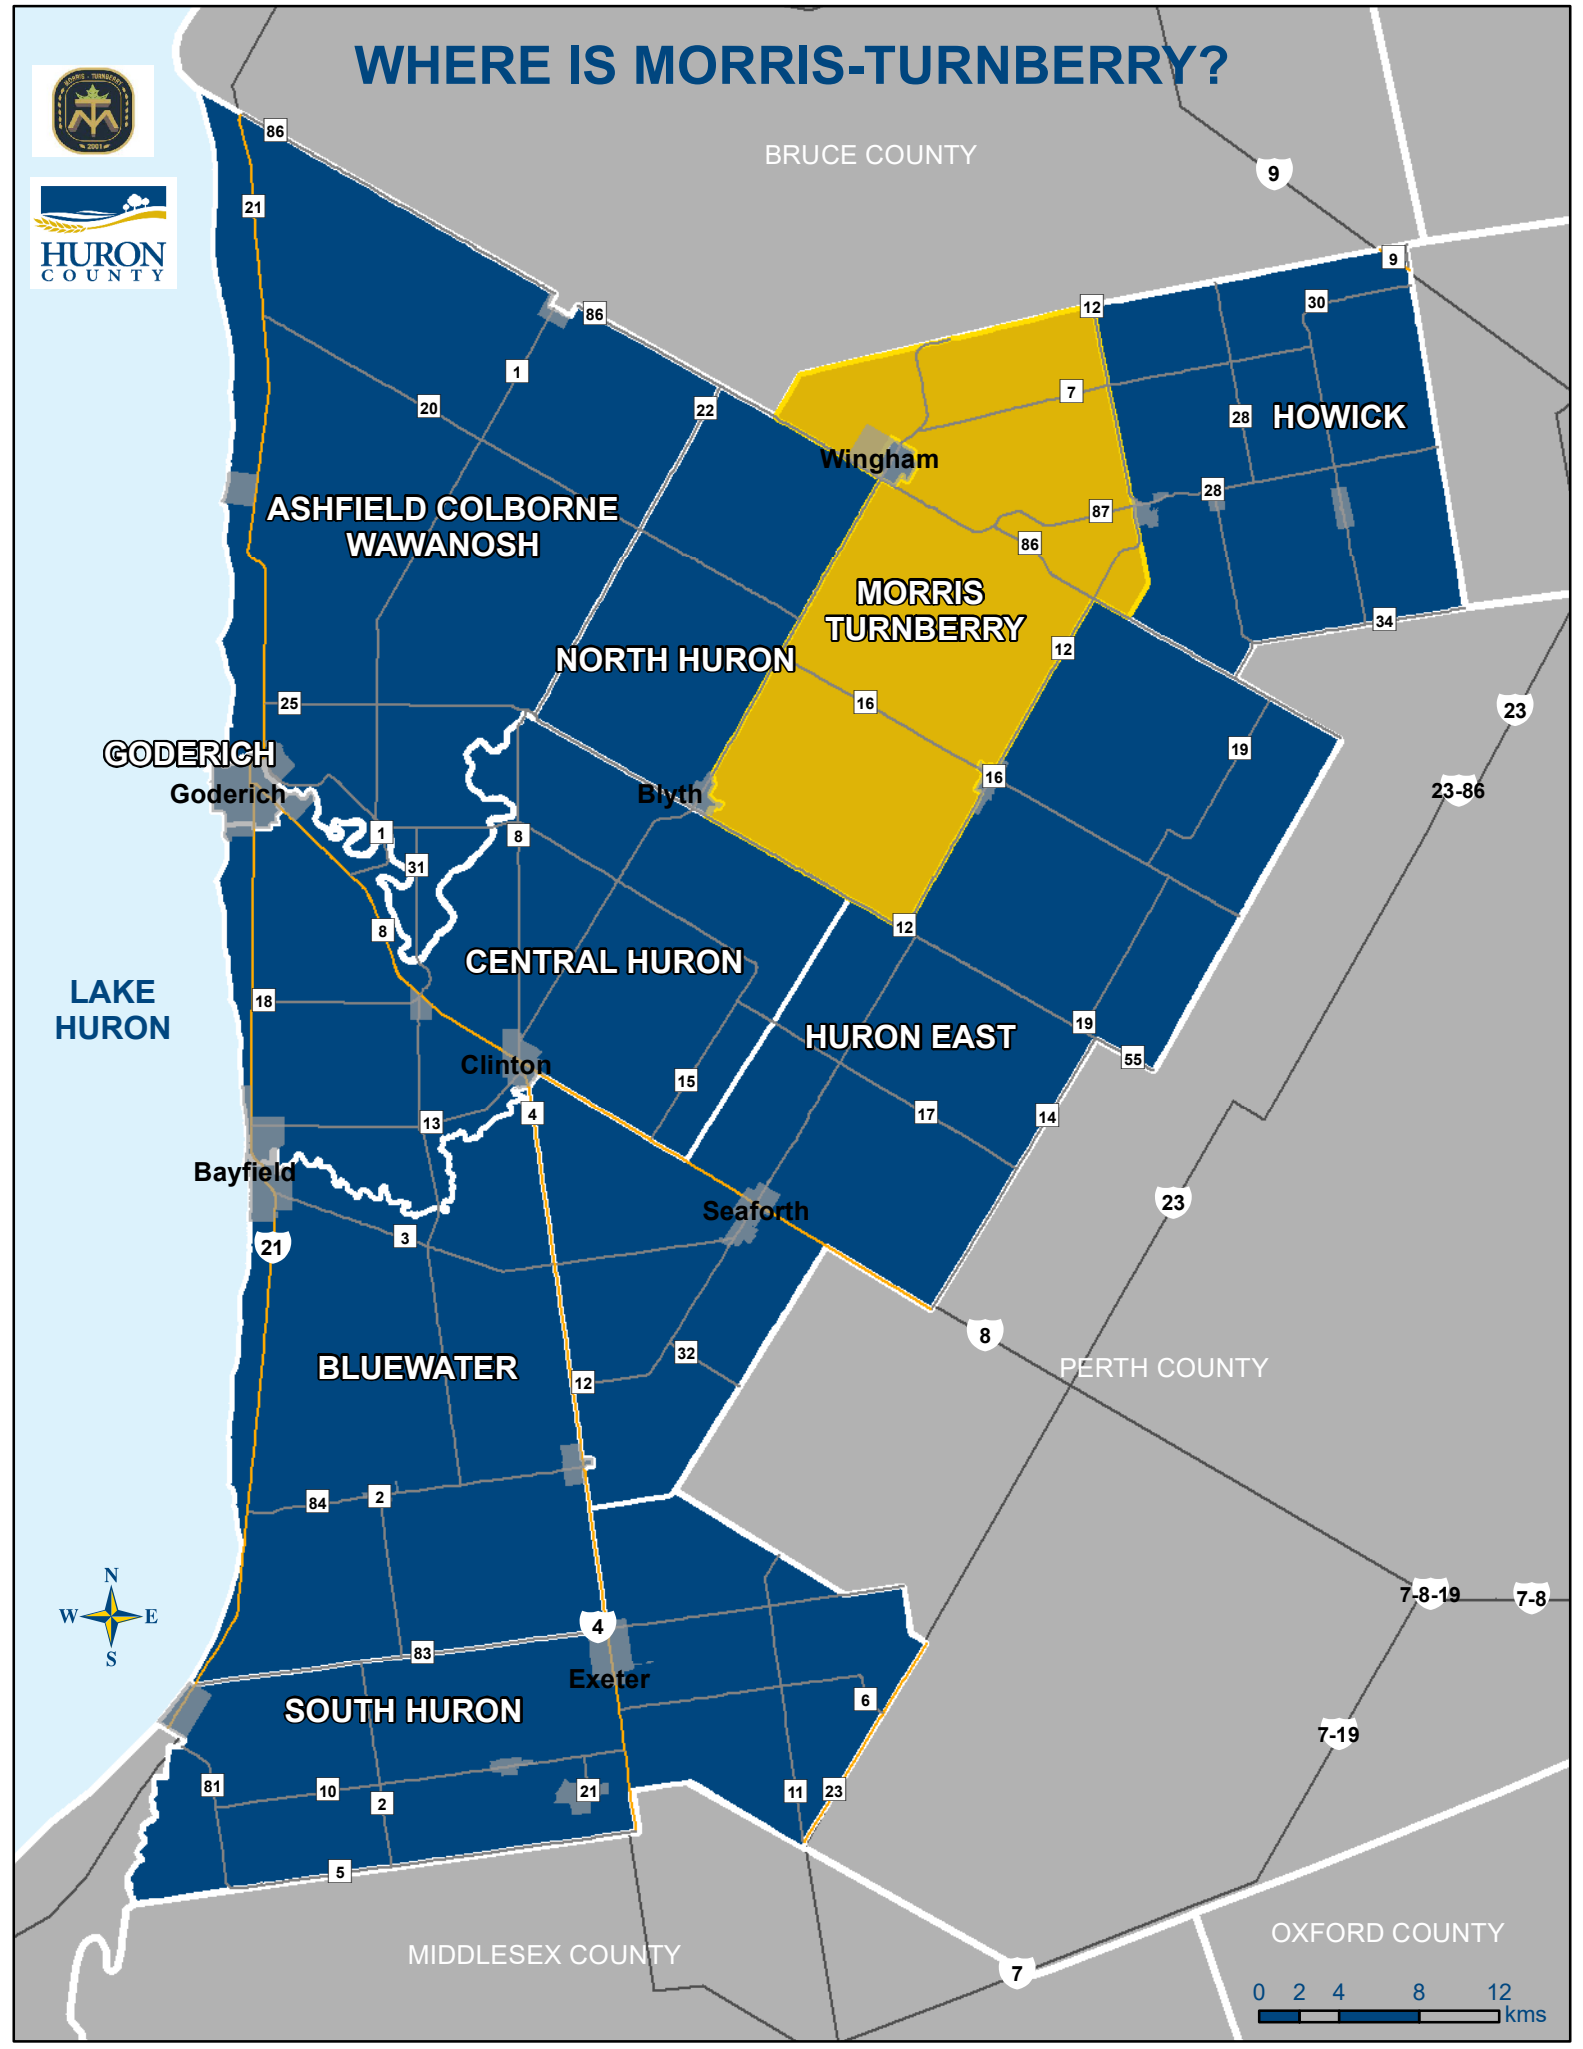 WHERE IS MORRIS-TURNBERRY?
MORRIS - TURNBERRY
2001
HURON
COUNTY
BRUCE COUNTY
86
9
21
9
30
12
86
1
7
20
22
28
HOWICK
Wingham
28
ASHFIELD COLBORNE
WAWANOSH
87
86
MORRIS
TURNBERRY
34
12
NORTH HURON
25
16
23
19
GODERICH
16
Goderich
Blyth
23-86
1
8
31
8
12
CENTRAL HURON
LAKE
HURON
18
19
HURON EAST
55
Clinton
15
4
17
14
13
Bayfield
Seaforth
23
3
21
8
32
PERTH COUNTY
BLUEWATER
12
2
84
N
W E
S
7-8-19
7-8
4
83
Exeter
6
SOUTH HURON
7-19
81
10
2
21
11
23
5
OXFORD COUNTY
MIDDLESEX COUNTY
7
0 2 4 8 12
kms